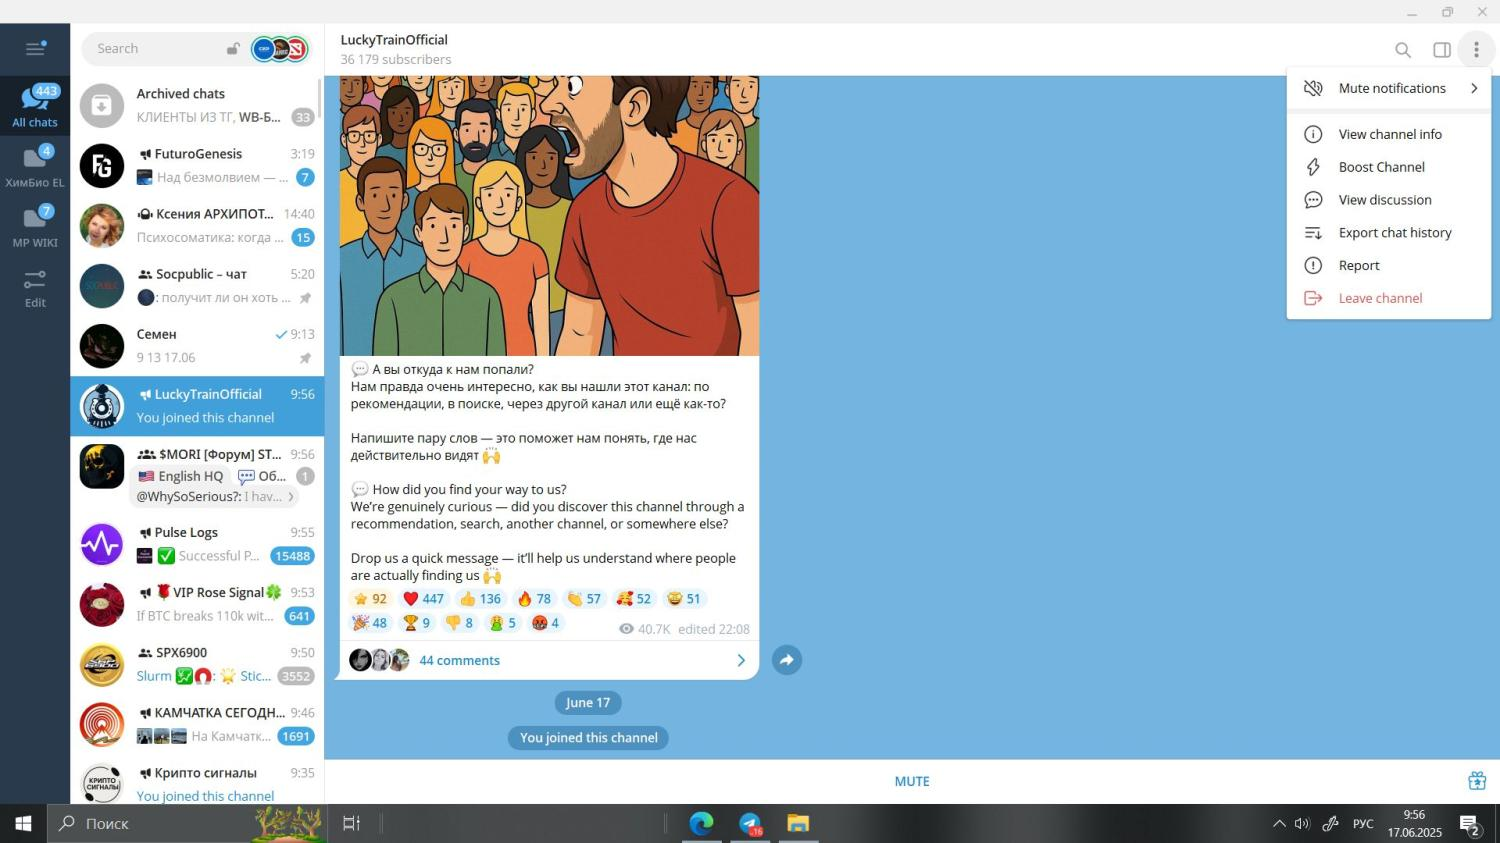 Search
LuckyTrainOfficial
36 179 subscribers
443
All chats
4
ХимБио EL
7
MP WIKI
Edit
Archived chats
КЛИЕНТЫ ИЗ ТГ, WB-Б...
33
FuturoGenesis 3:19
Над безмолвием — ... 7
Ксения АРХИПОТ... 14:40
Психосоматика: когда ... 15
Socpublic – чат 5:20
: получит ли он хоть ...
Семен 9:13
9 13 17.06
LuckyTrainOfficial 9:56
You joined this channel
$MORI [Форум] ST... 9:56
English HQ Об... 1
@WhySoSerious?: I hav...
Pulse Logs 9:55
✅ Successful P... 15488
🌹VIP Rose Signal🍀 9:53
If BTC breaks 110k wit... 641
SPX6900 9:50
Slurm : Stic... 3552
КАМЧАТКА СЕГОДН... 9:46
На Камчатк... 1691
КРИПТО СИГНАЛЫ
Крипто сигналы 9:35
You joined this channel
💬 А вы откуда к нам попали?
Нам правда очень интересно, как вы нашли этот канал: по
рекомендации, в поиске, через другой канал или ещё как-то?
Напишите пару слов — это поможет нам понять, где нас
действительно видят 🙌
💬 How did you find your way to us?
We're genuinely curious — did you discover this channel through a
recommendation, search, another channel, or somewhere else?
Drop us a quick message — it'll help us understand where people
are actually finding us 🙌
92 447 136 78 57 52 51
48 9 8 5 4
40.7K edited 22:08
44 comments
June 17
You joined this channel
MUTE
Mute notifications
View channel info
Boost Channel
View discussion
Export chat history
Report
Leave channel
Поиск
..16
РУС
9:56
17.06.2025
2